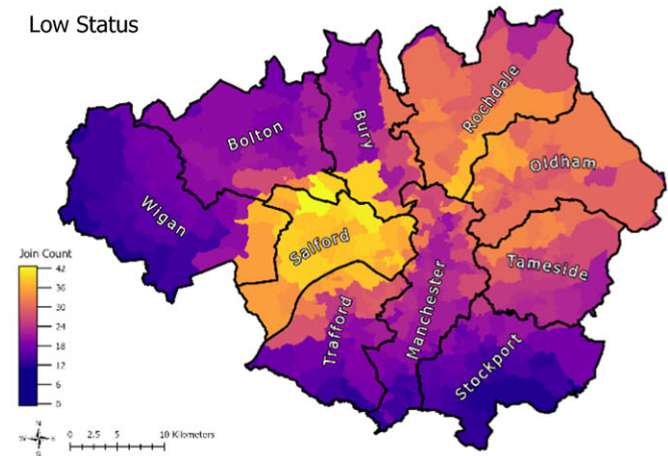 Low Status
Rochdale
Bury
Bolton
Oldham
Wigan
Join Count
42
36
30
24
18
12
6
0
Salford
Tameside
Manchester
Trafford
Stockport
N
W
E
S
0 2.5 5 10 Kilometers